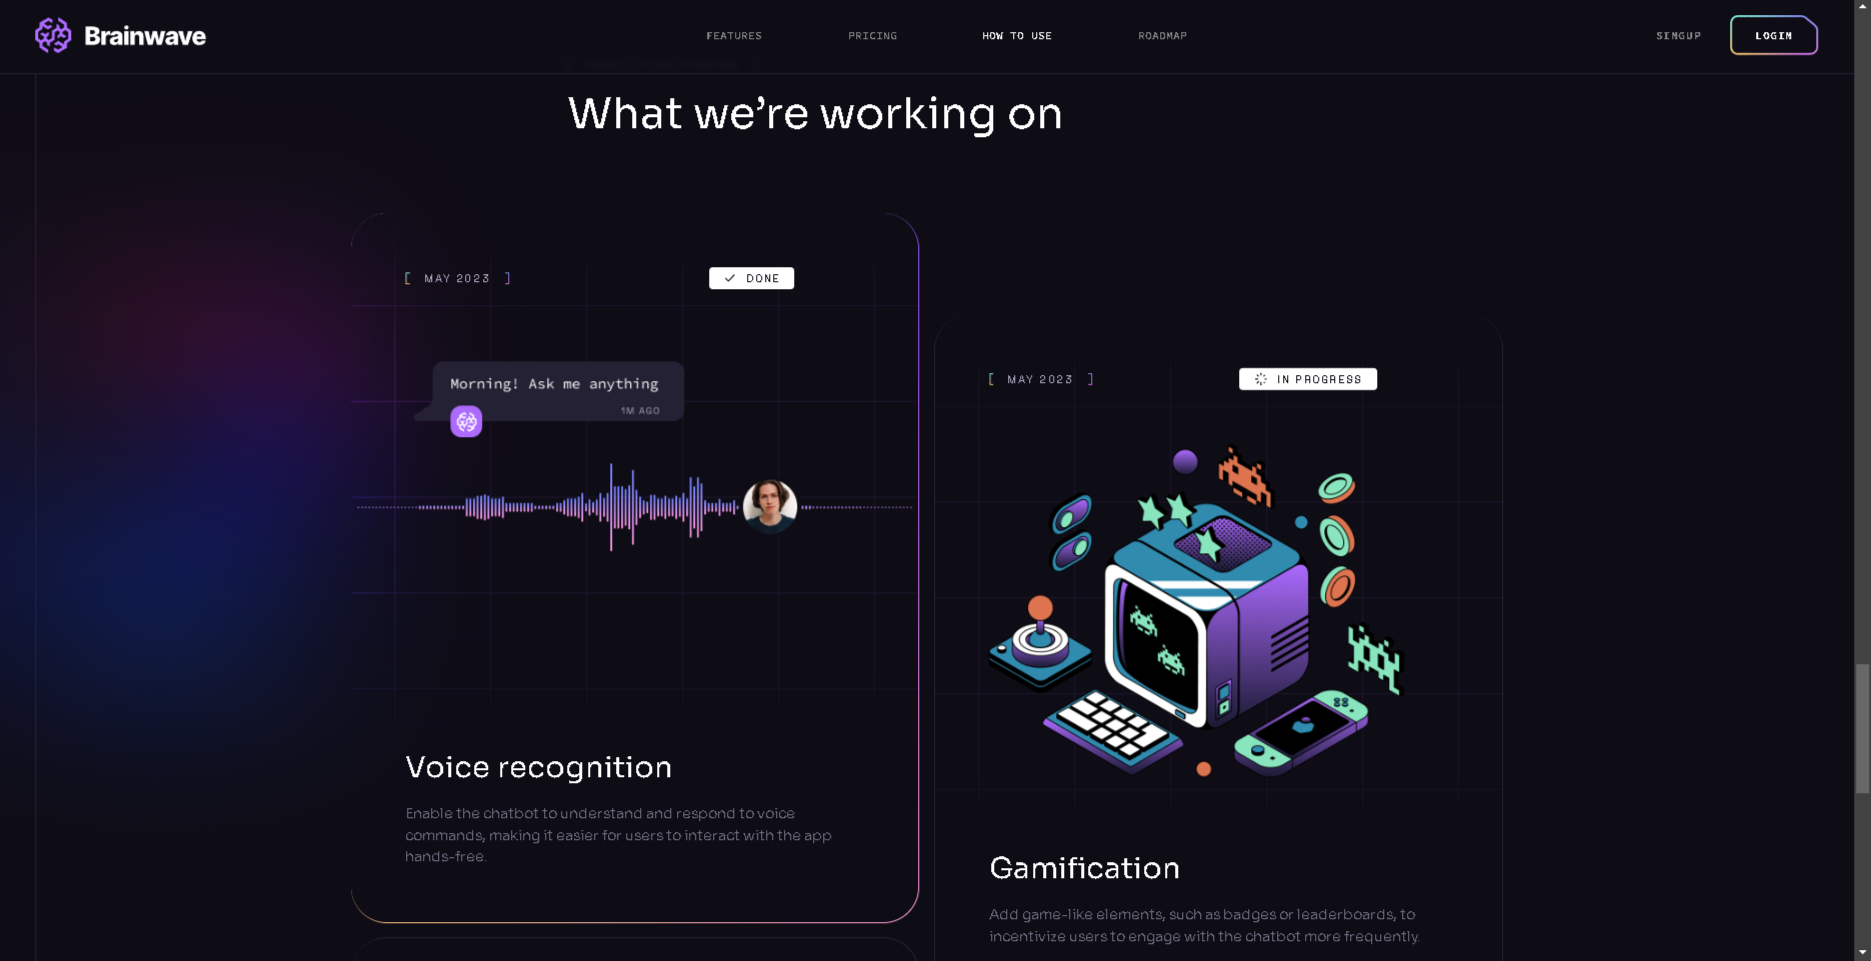 Brainwave
FEATURES
PRICING
HOW TO USE
ROADMAP
SIMGUP
LOGIM
What we're working on
[ MAY 2023 ]
DONE
Morning! Ask me anything
1M AGO
Voice recognition
Enable the chatbot to understand and respond to voice
commands, making it easier for users to interact with the app
hands-free.
[ MAY 2023 ]
IN PROGRESS
Gamification
Add game-like elements, such as badges or leaderboards, to
incentivize users to engage with the chatbot more frequently.